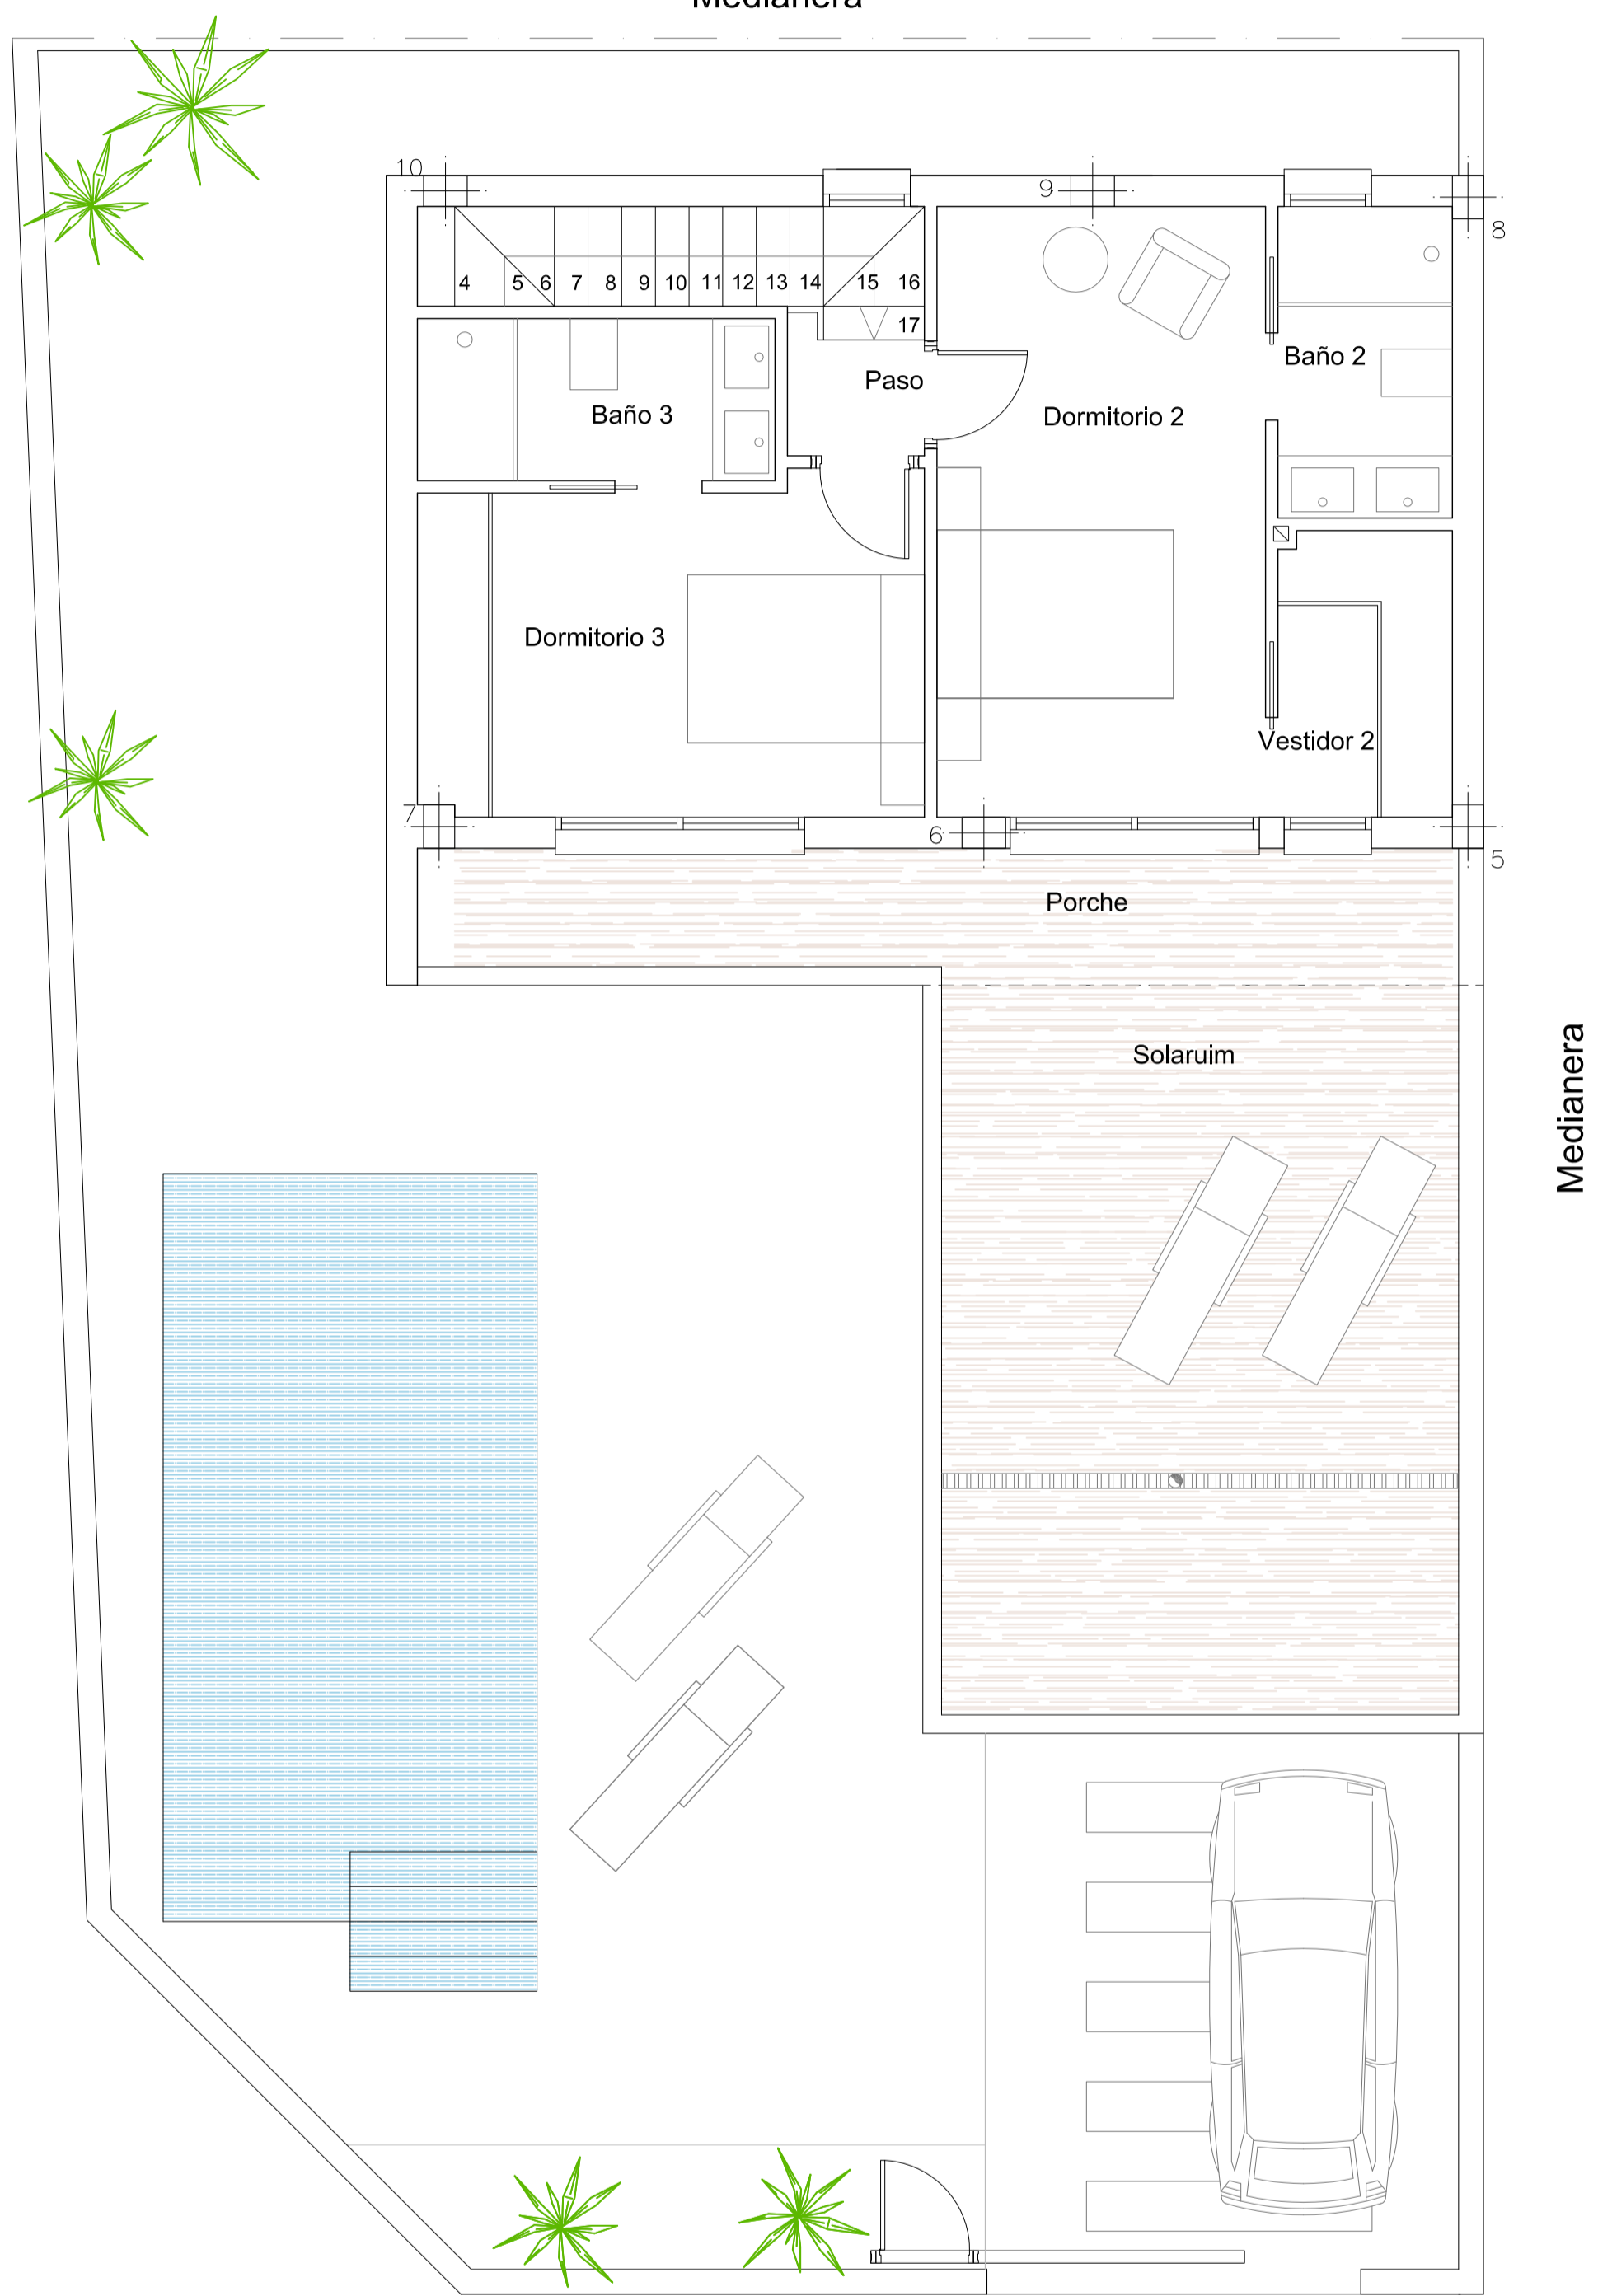 Medianera
10
9
8
4 5 6 7 8 9 10 11 12 13 14 15 16
17
Baño 2
Paso
Baño 3
Dormitorio 2
Dormitorio 3
Vestidor 2
7
6
5
Porche
Solaruim
Medianera